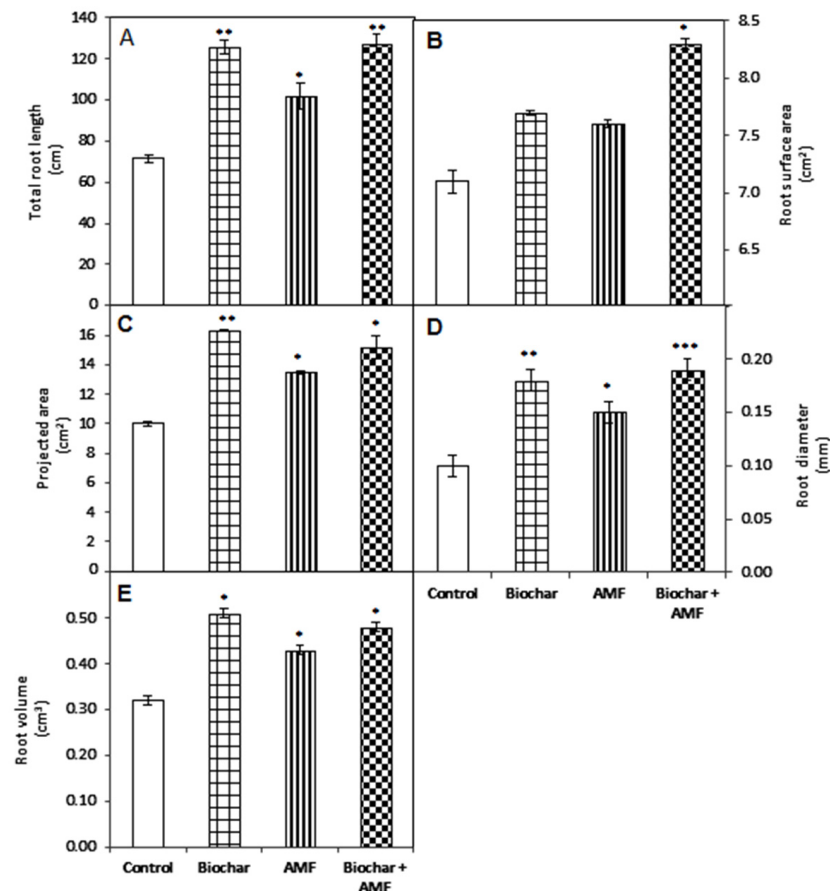 A
Total root length
(cm)
140
120
100
80
60
40
20
0
**
*
**
B
Root surface area
(cm²)
8.5
8.0
7.5
7.0
6.5
*
C
Projected area
(cm²)
16
14
12
10
8
6
4
2
0
**
*
*
D
Root diameter
(mm)
0.20
0.15
0.10
0.05
0.00
**
*
***
Control Biochar AMF Biochar +
AMF
E
Root volume
(cm³)
0.50
0.40
0.30
0.20
0.10
0.00
*
*
*
Control Biochar AMF Biochar +
AMF